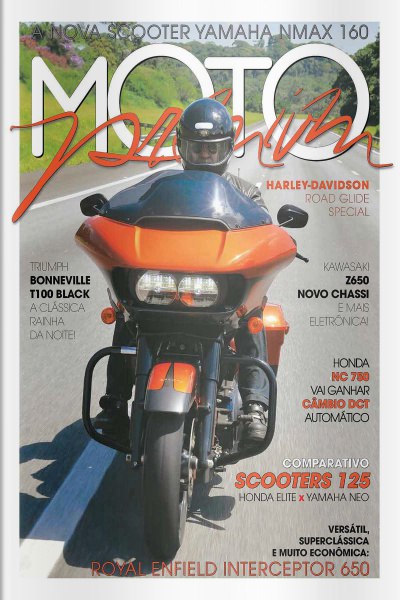 A NOVA SCOOTER YAMAHA NMAX 160
MOTO
premium
HARLEY-DAVIDSON
ROAD GLIDE
SPECIAL
TRIUMPH
BONNEVILLE
T100 BLACK
A CLÁSSICA
RAINHA
DA NOITE!
KAWASAKI
Z650
NOVO CHASSI
E MAIS
ELETRÔNICA!
HONDA
NC 750
VAI GANHAR
CÂMBIO DCT
AUTOMÁTICO
COMPARATIVO
SCOOTERS 125
HONDA ELITE x YAMAHA NEO
VERSÁTIL,
SUPERCLÁSSICA
E MUITO ECONÔMICA:
ROYAL ENFIELD INTERCEPTOR 650